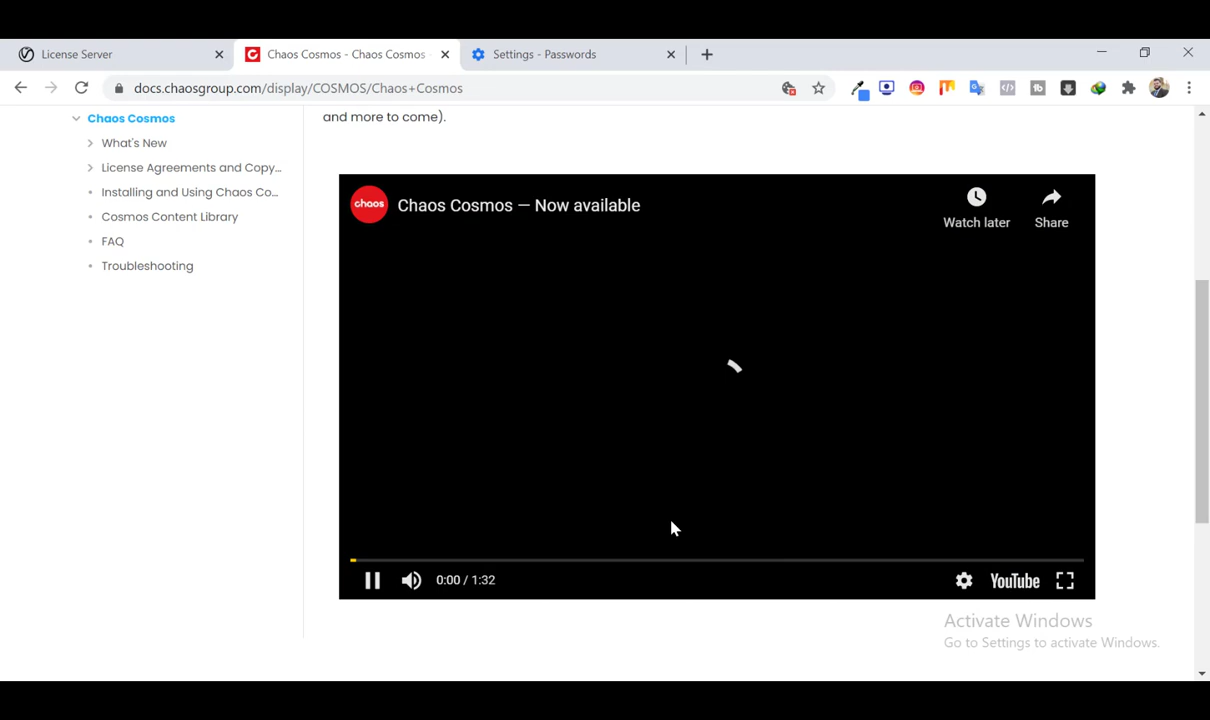 License Server
Chaos Cosmos - Chaos Cosmos
Settings - Passwords
docs.chaosgroup.com/display/COSMOS/Chaos+Cosmos
Chaos Cosmos
What's New
License Agreements and Copy...
Installing and Using Chaos Co...
Cosmos Content Library
FAQ
Troubleshooting
and more to come).
chaos
Chaos Cosmos — Now available
Watch later
Share
0:00 / 1:32
YouTube
Activate Windows
Go to Settings to activate Windows.